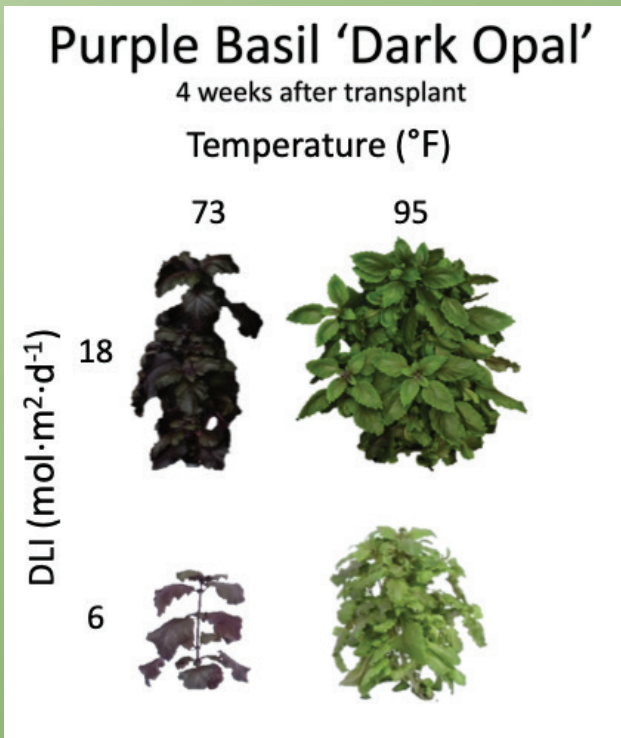 Purple Basil ‘Dark Opal’
4 weeks after transplant
Temperature (°F)
73 95
DLI (mol·m²·d⁻¹)
18
6